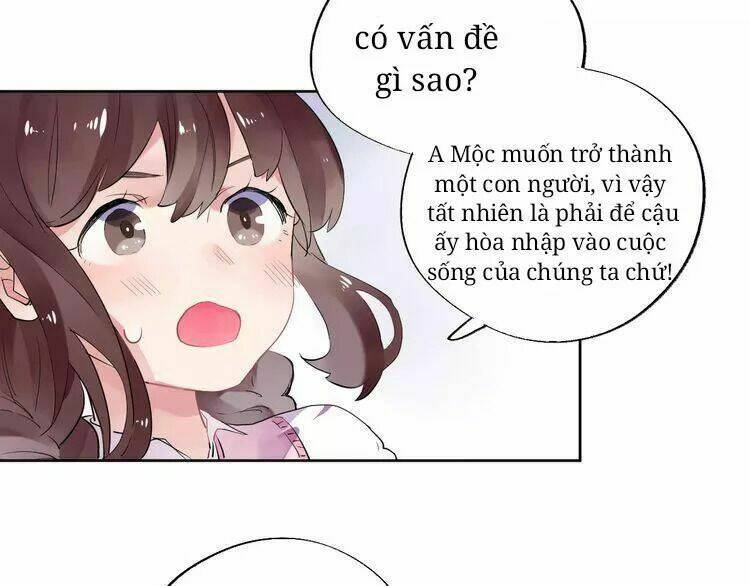 có vấn đề
gì sao?
A Mộc muốn trở thành
một con người, vì vậy
tất nhiên là phải để cậu
ấy hòa nhập vào cuộc
sống của chúng ta chứ!